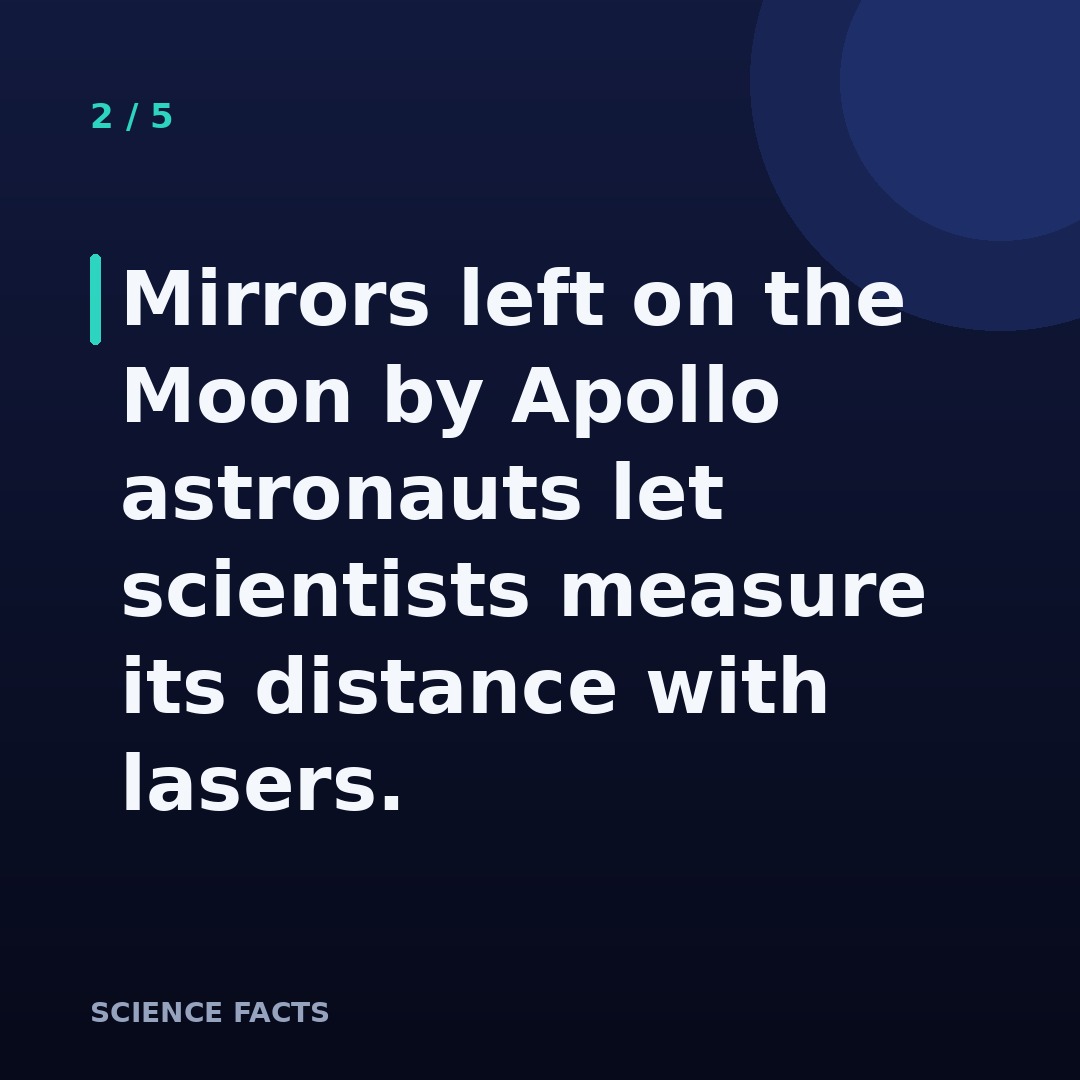 2 / 5
Mirrors left on the
Moon by Apollo
astronauts let
scientists measure
its distance with
lasers.
SCIENCE FACTS